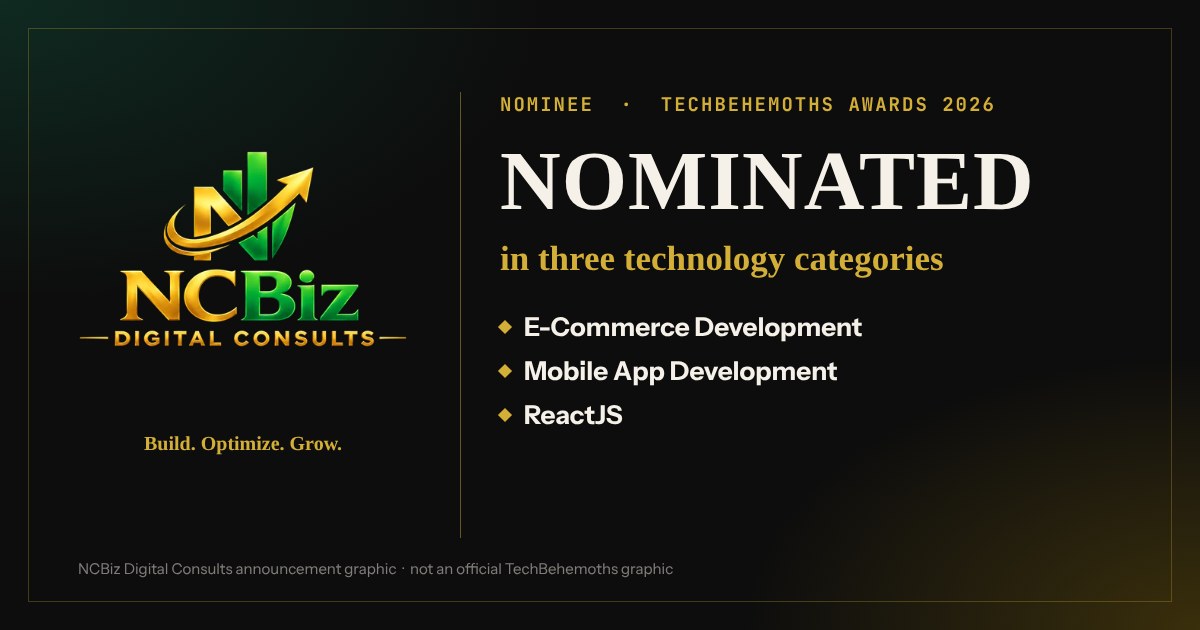 NCBiz
DIGITAL CONSULTS
Build. Optimize. Grow.
NOMINEE · TECHBEHEMOTHS AWARDS 2026
NOMINATED
in three technology categories
E-Commerce Development
Mobile App Development
ReactJS
NCBiz Digital Consults announcement graphic · not an official TechBehemoths graphic